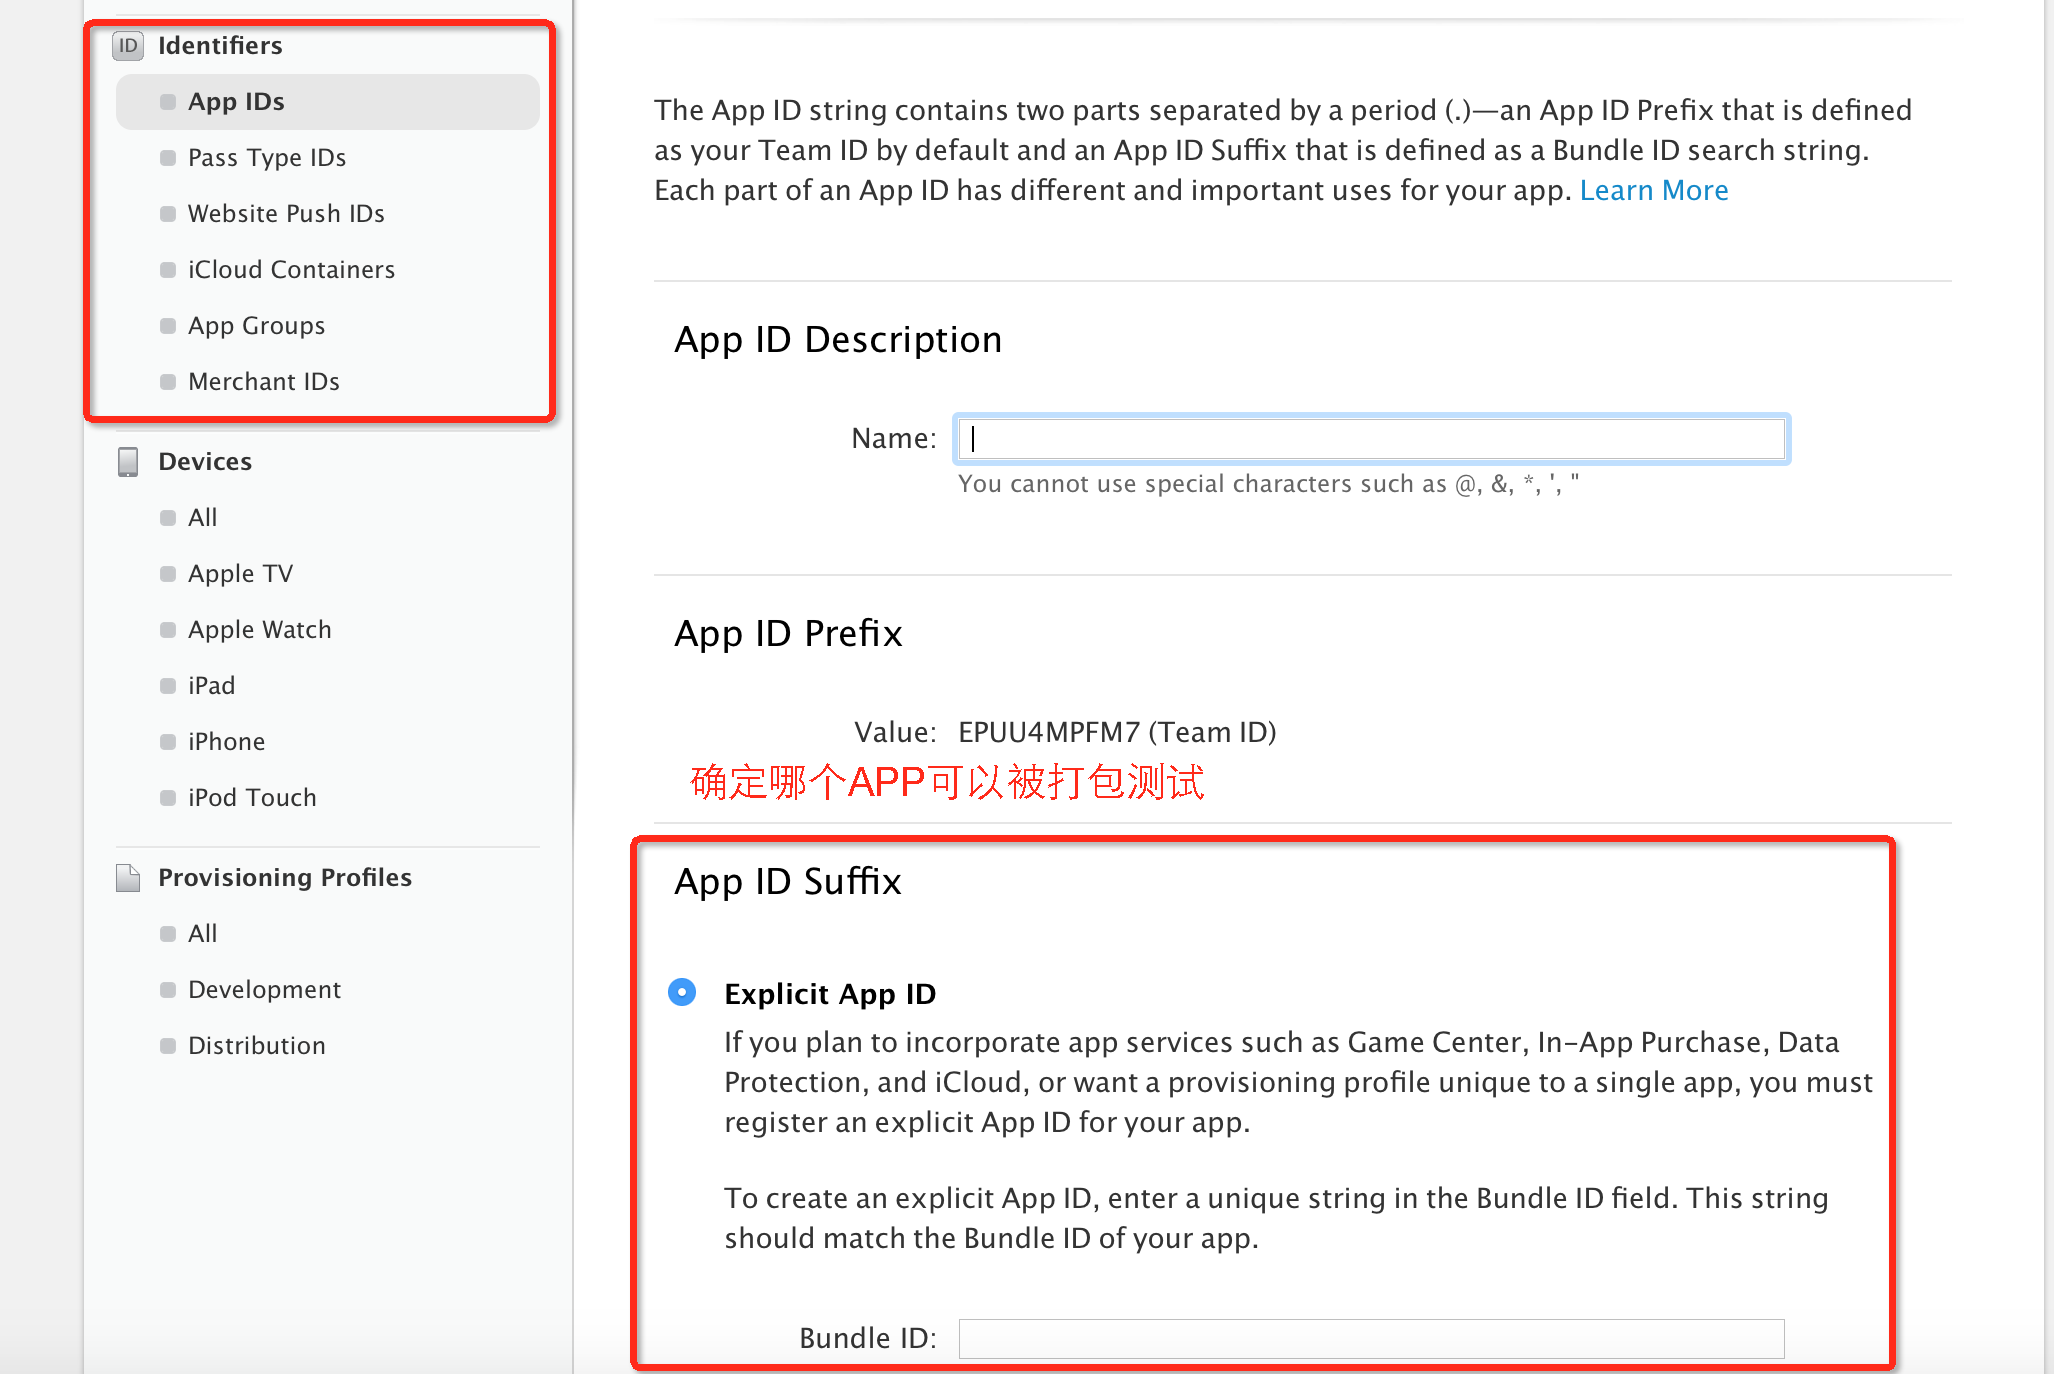 ID Identifiers
App IDs
Pass Type IDs
Website Push IDs
iCloud Containers
App Groups
Merchant IDs
Devices
All
Apple TV
Apple Watch
iPad
iPhone
iPod Touch
Provisioning Profiles
All
Development
Distribution
The App ID string contains two parts separated by a period (.)—an App ID Prefix that is defined
as your Team ID by default and an App ID Suffix that is defined as a Bundle ID search string.
Each part of an App ID has different and important uses for your app. Learn More
App ID Description
Name:
You cannot use special characters such as @, &, *, ', "
App ID Prefix
Value: EPUU4MPFM7 (Team ID)
确定哪个APP可以被打包测试
App ID Suffix
Explicit App ID
If you plan to incorporate app services such as Game Center, In-App Purchase, Data
Protection, and iCloud, or want a provisioning profile unique to a single app, you must
register an explicit App ID for your app.
To create an explicit App ID, enter a unique string in the Bundle ID field. This string
should match the Bundle ID of your app.
Bundle ID: